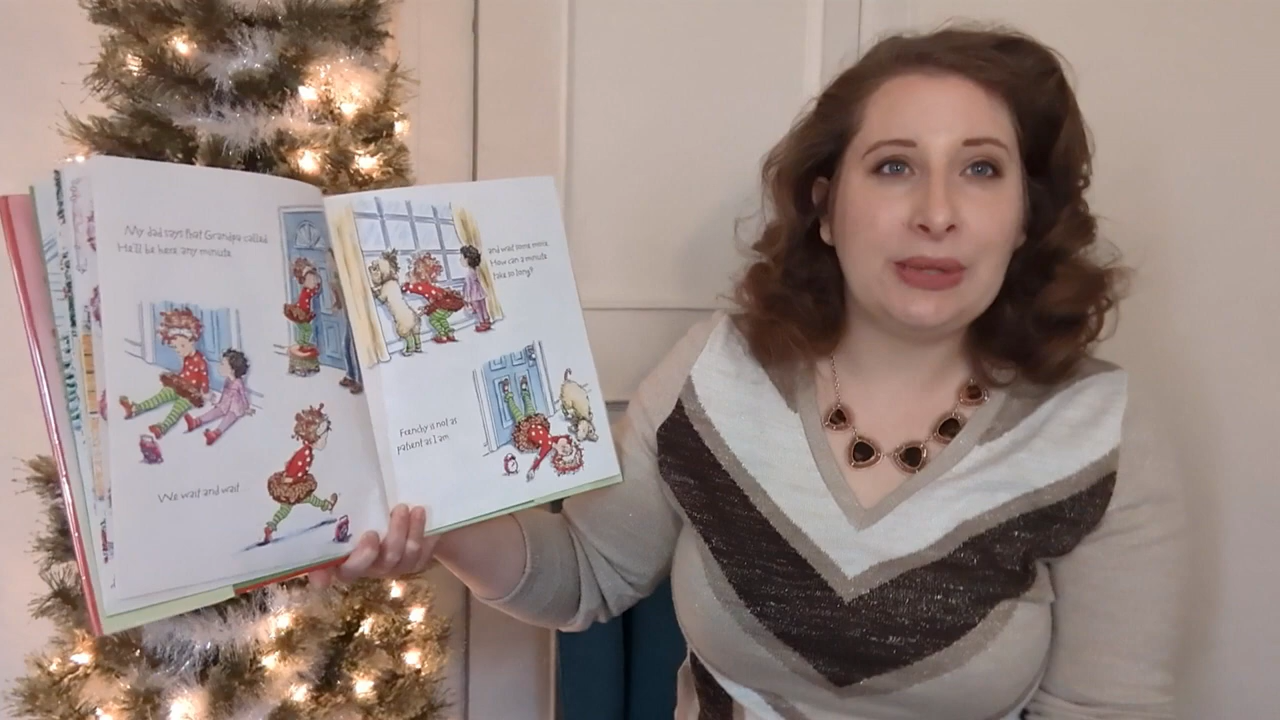 My dad says that Grandpa called.
He'll be here any minute.
We wait and wait
and wait some more.
How can a minute
take so long?
Frenchy is not as
patient as I am.